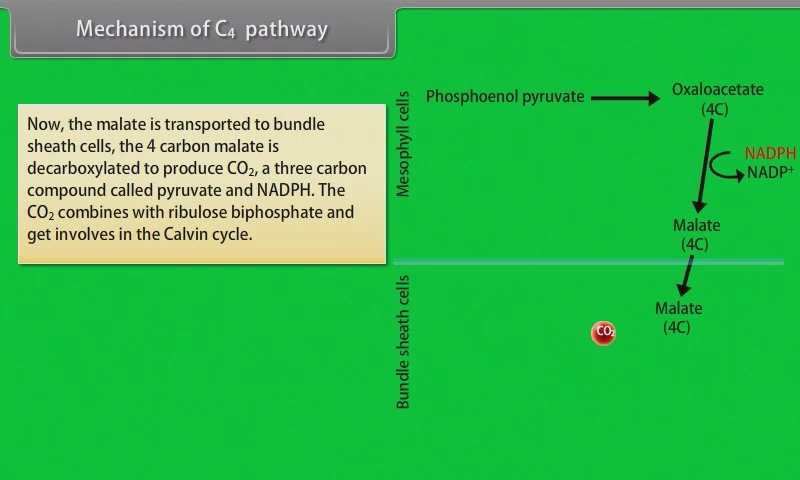 Mechanism of C₄ pathway
Now, the malate is transported to bundle
sheath cells, the 4 carbon malate is
decarboxylated to produce CO₂, a three carbon
compound called pyruvate and NADPH. The
CO₂ combines with ribulose biphosphate and
get involves in the Calvin cycle.
Mesophyll cells
Phosphoenol pyruvate
Oxaloacetate
(4C)
NADPH
NADP⁺
Malate
(4C)
Bundle sheath cells
Malate
(4C)
CO₂